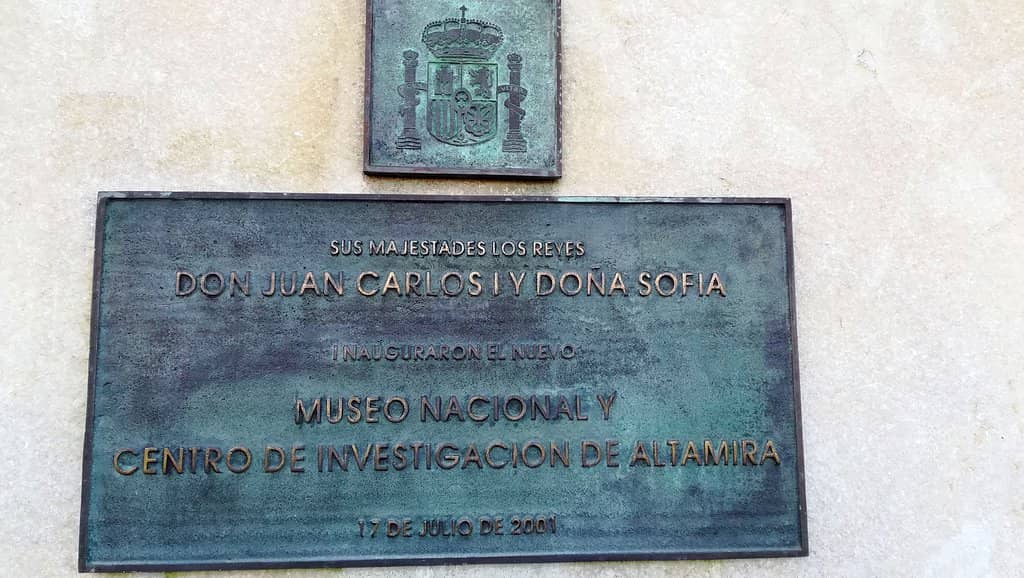 SUS MAJESTADES LOS REYES
DON JUAN CARLOS I Y DOÑA SOFIA
INAUGURARON EL NUEVO
MUSEO NACIONAL Y
CENTRO DE INVESTIGACION DE ALTAMIRA
17 DE JULIO DE 2001